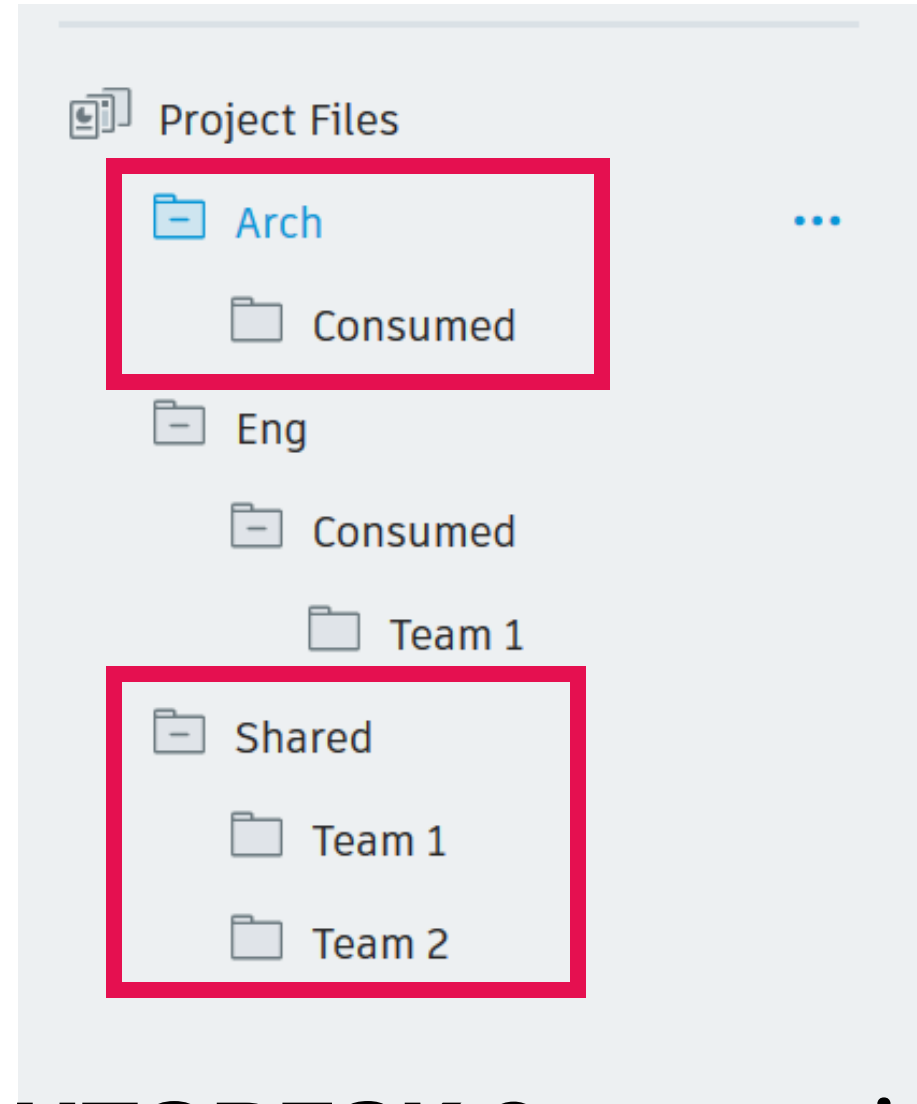 Project Files
Arch
Consumed
Eng
Consumed
Team 1
Shared
Team 1
Team 2